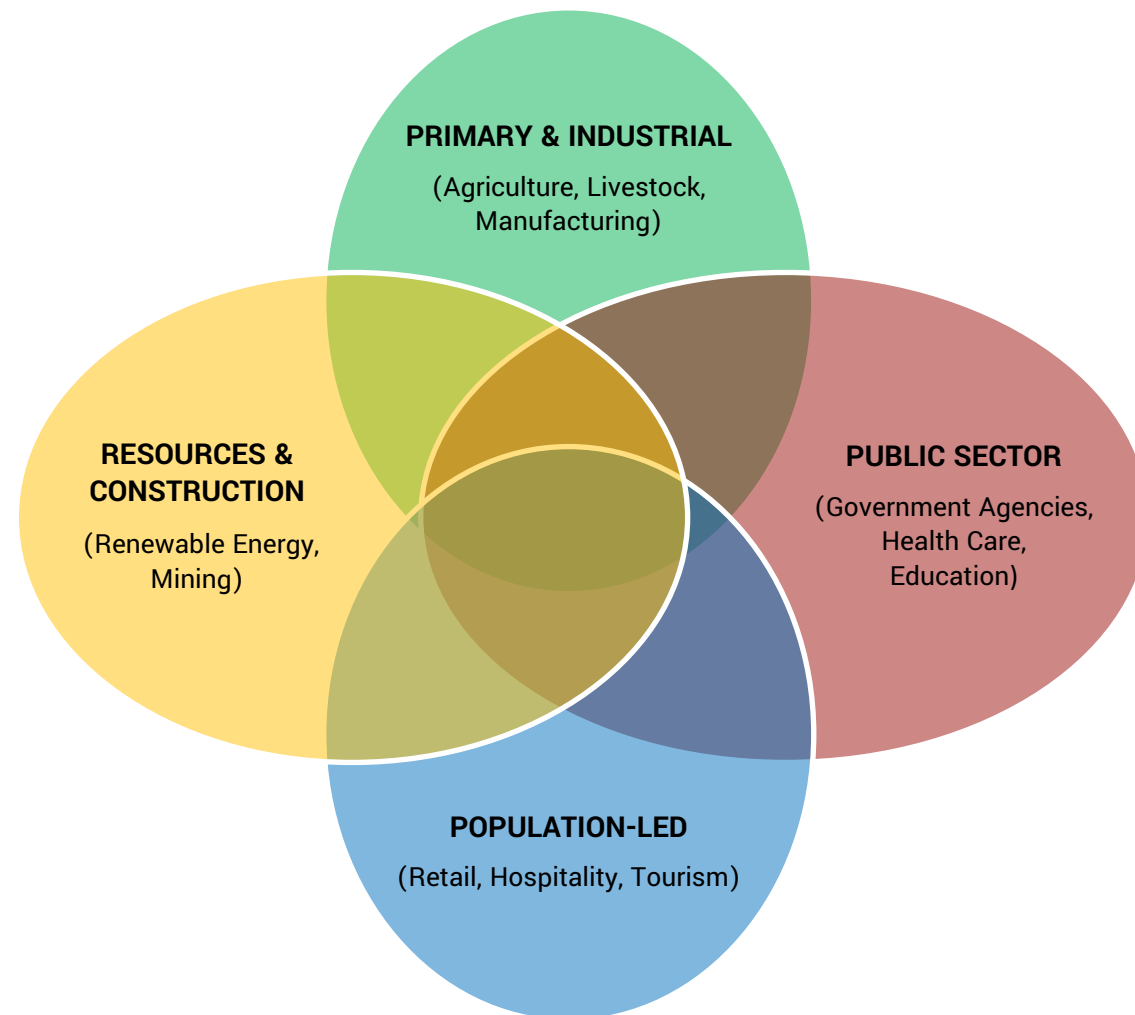 PRIMARY & INDUSTRIAL
(Agriculture, Livestock,
Manufacturing)
RESOURCES &
CONSTRUCTION
(Renewable Energy,
Mining)
PUBLIC SECTOR
(Government Agencies,
Health Care,
Education)
POPULATION-LED
(Retail, Hospitality, Tourism)